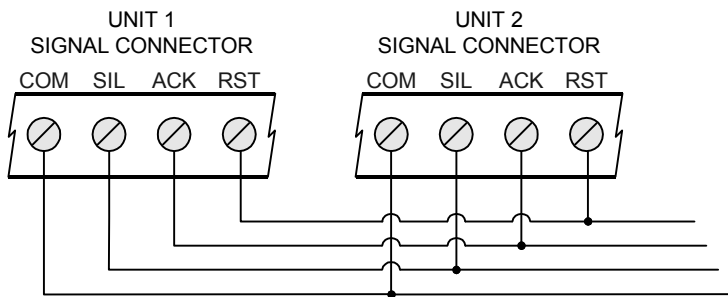 UNIT 1
SIGNAL CONNECTOR
COM SIL ACK RST
UNIT 2
SIGNAL CONNECTOR
COM SIL ACK RST